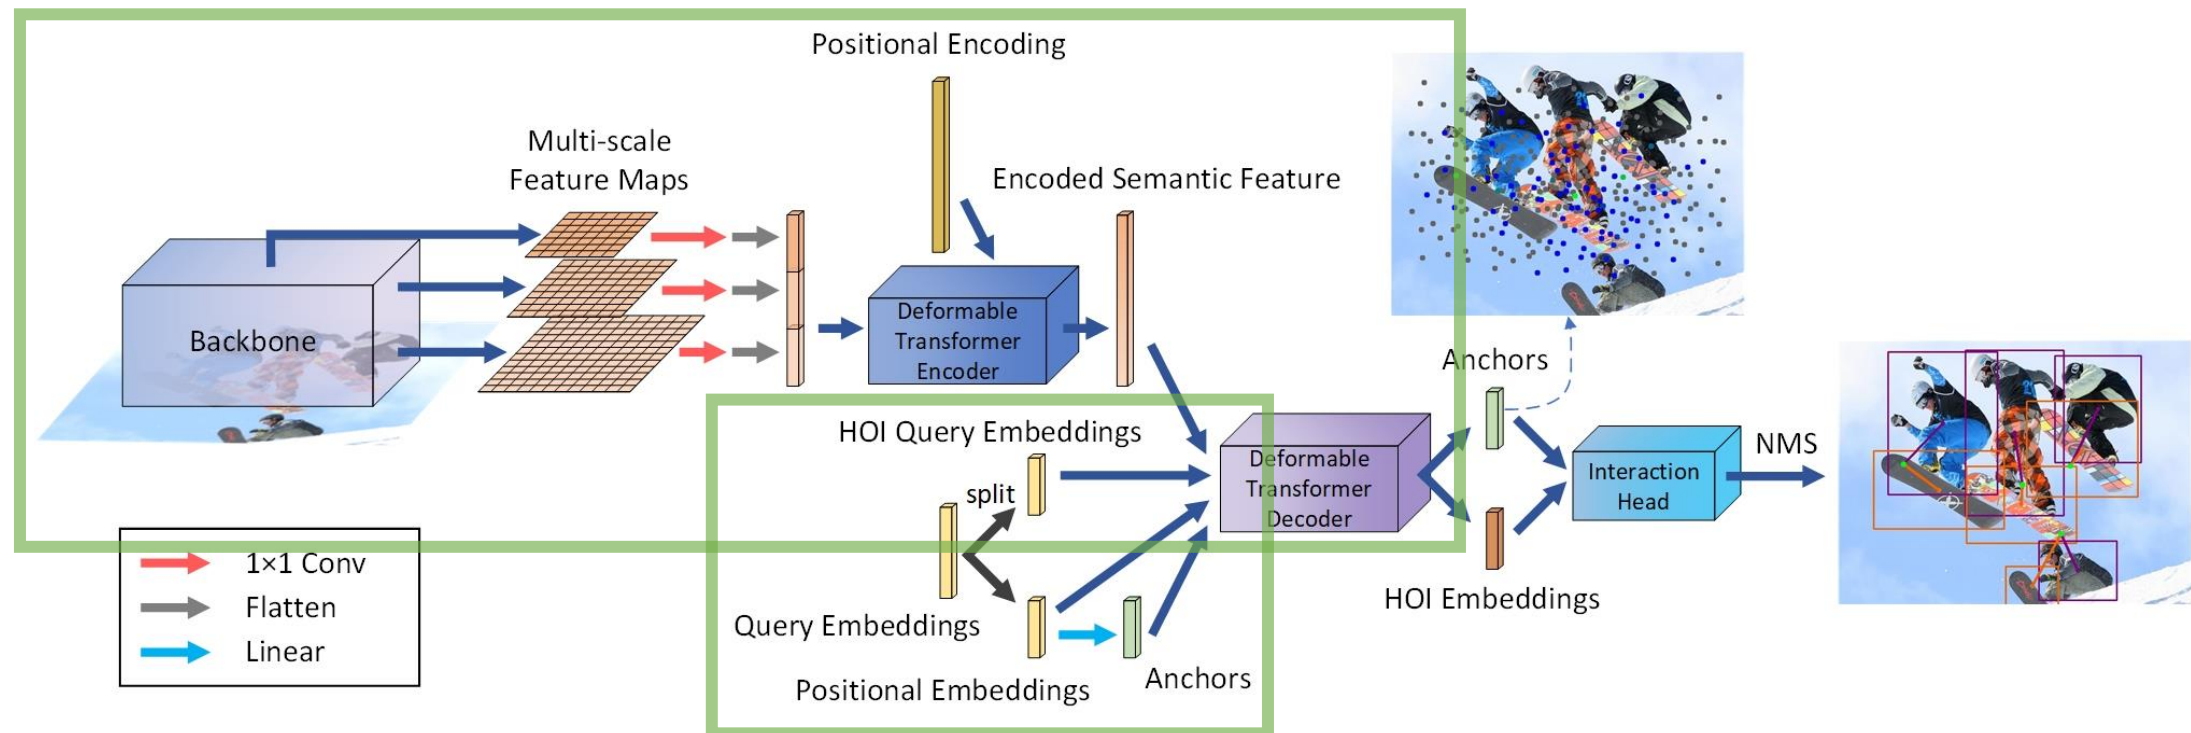 Positional Encoding
Multi-scale
Feature Maps
Encoded Semantic Feature
Backbone
Deformable
Transformer
Encoder
Anchors
HOI Query Embeddings
split
Deformable
Transformer
Decoder
Interaction
Head
NMS
1×1 Conv
Flatten
Linear
Query Embeddings
HOI Embeddings
Positional Embeddings
Anchors